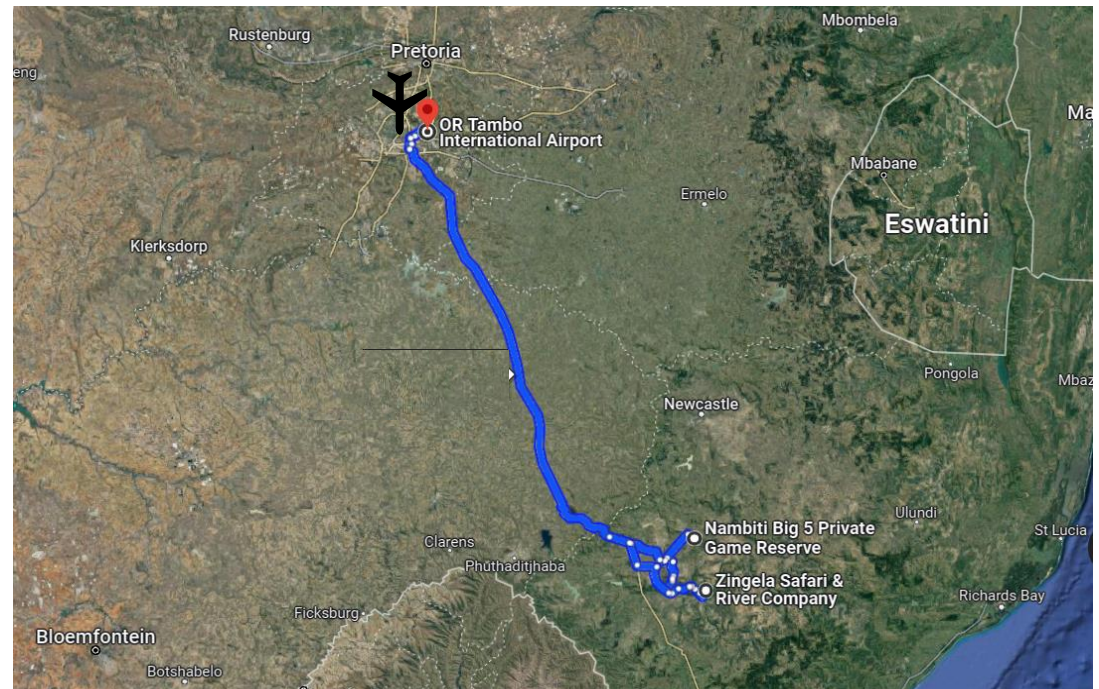 Mbombela
Rustenburg
Pretoria
eng
OR Tambo
International Airport
Ma
Mbabane
Ermelo
Eswatini
Klerksdorp
Pongola
Mbaz
Newcastle
Nambiti Big 5 Private
Game Reserve
Ulundi
St Lucia
Clarens
Phuthaditjhaba
Zingela Safari &
River Company
Richards Bay
Ficksburg
Bloemfontein
Botshabelo